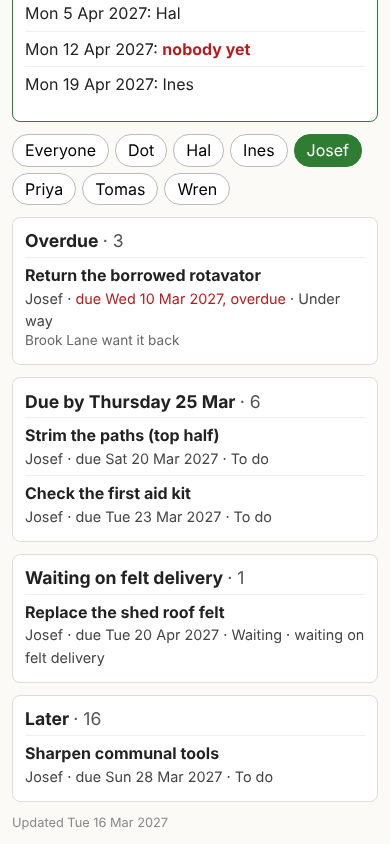 Mon 5 Apr 2027: Hal
Mon 12 Apr 2027: nobody yet
Mon 19 Apr 2027: Ines
Everyone Dot Hal Ines Josef
Priya Tomas Wren
Overdue · 3
Return the borrowed rotavator
Josef · due Wed 10 Mar 2027, overdue · Under
way
Brook Lane want it back
Due by Thursday 25 Mar · 6
Strim the paths (top half)
Josef · due Sat 20 Mar 2027 · To do
Check the first aid kit
Josef · due Tue 23 Mar 2027 · To do
Waiting on felt delivery · 1
Replace the shed roof felt
Josef · due Tue 20 Apr 2027 · Waiting · waiting on
felt delivery
Later · 16
Sharpen communal tools
Josef · due Sun 28 Mar 2027 · To do
Updated Tue 16 Mar 2027